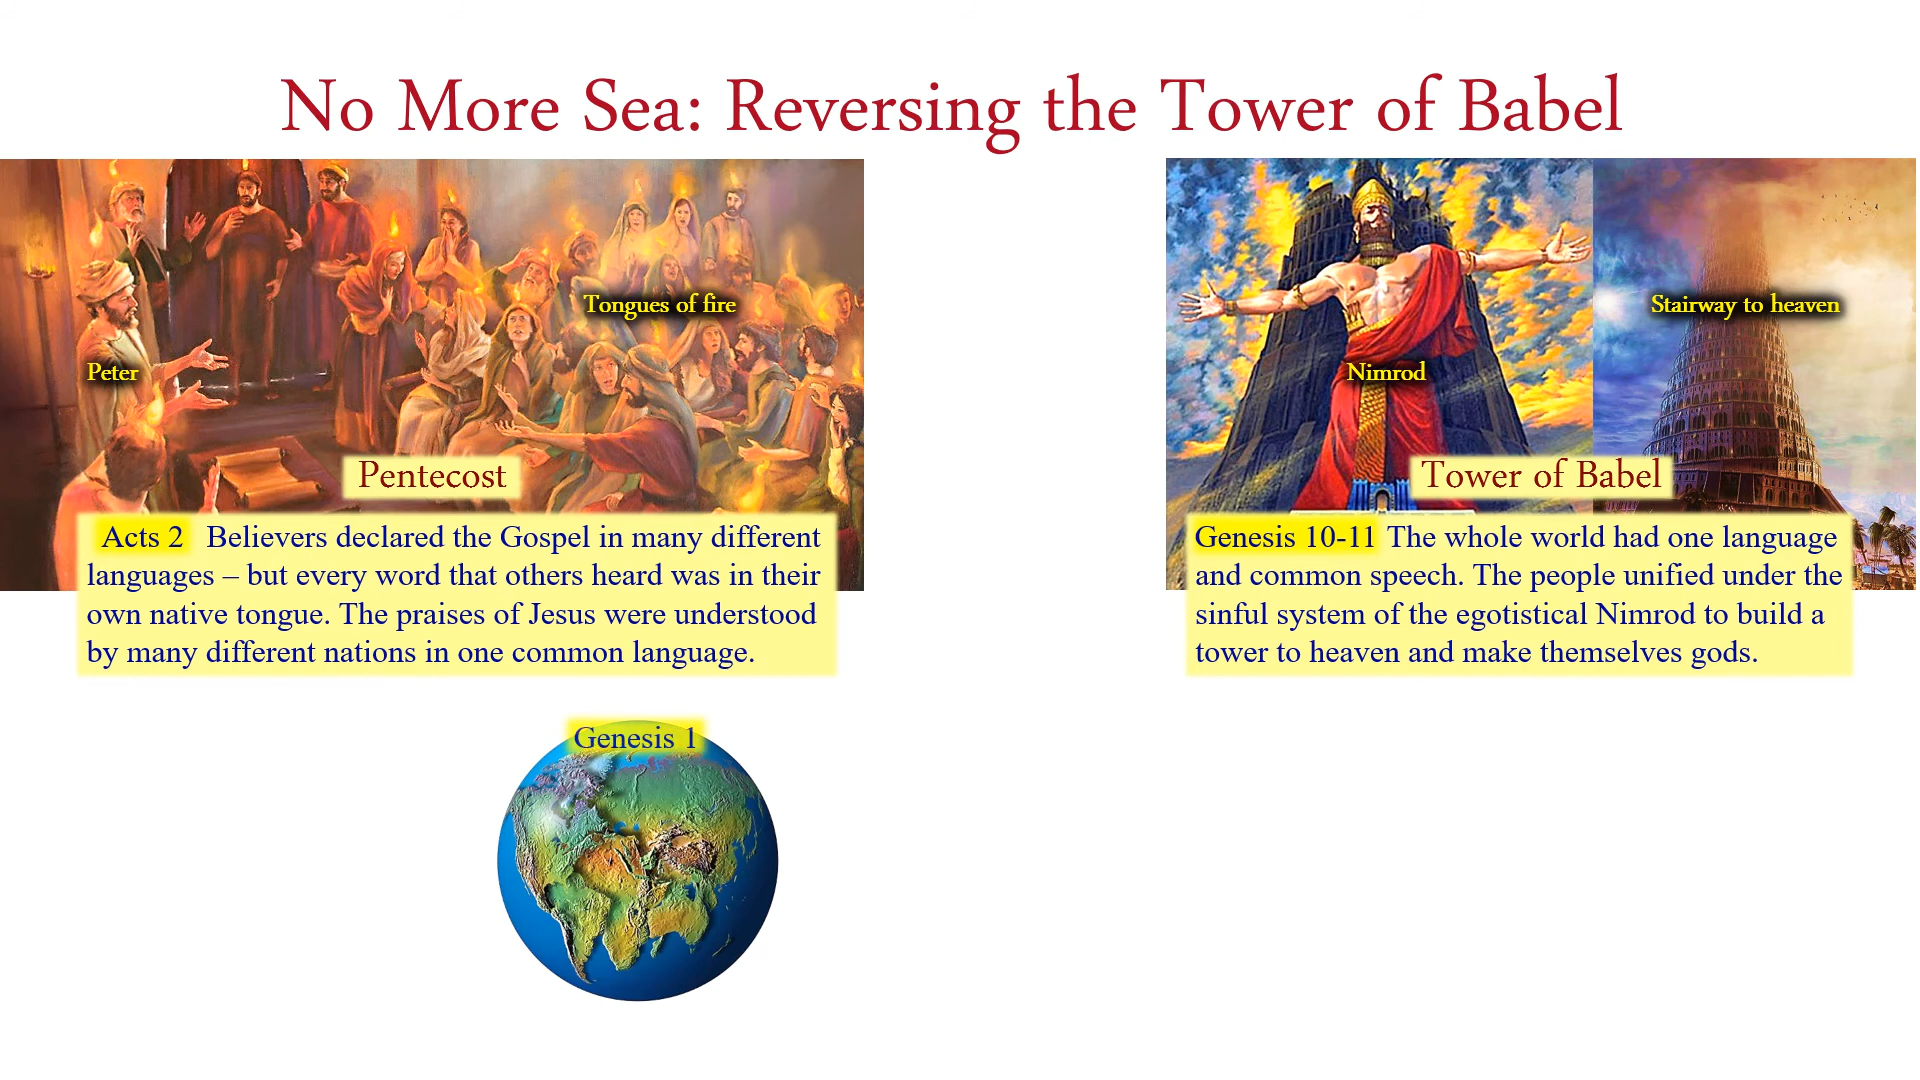 No More Sea: Reversing the Tower of Babel
Tongues of fire
Peter
Pentecost
Acts 2 Believers declared the Gospel in many different
languages – but every word that others heard was in their
own native tongue. The praises of Jesus were understood
by many different nations in one common language.
Stairway to heaven
Nimrod
Tower of Babel
Genesis 10-11 The whole world had one language
and common speech. The people unified under the
sinful system of the egotistical Nimrod to build a
tower to heaven and make themselves gods.
Genesis 1